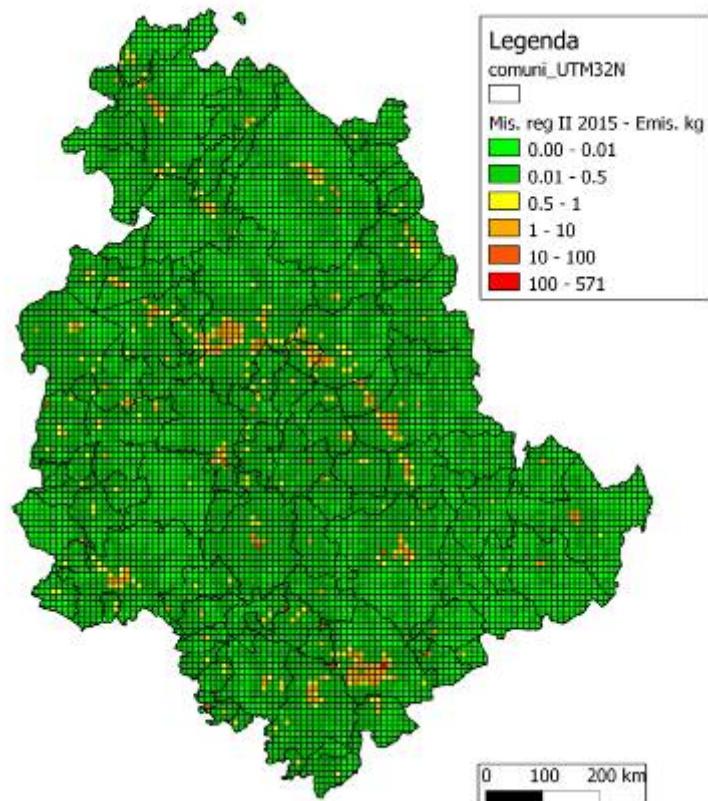 Legenda
comuni_UTM32N
Mis. reg II 2015 - Emis. kg
0.00 - 0.01
0.01 - 0.5
0.5 - 1
1 - 10
10 - 100
100 - 571
0 100 200 km